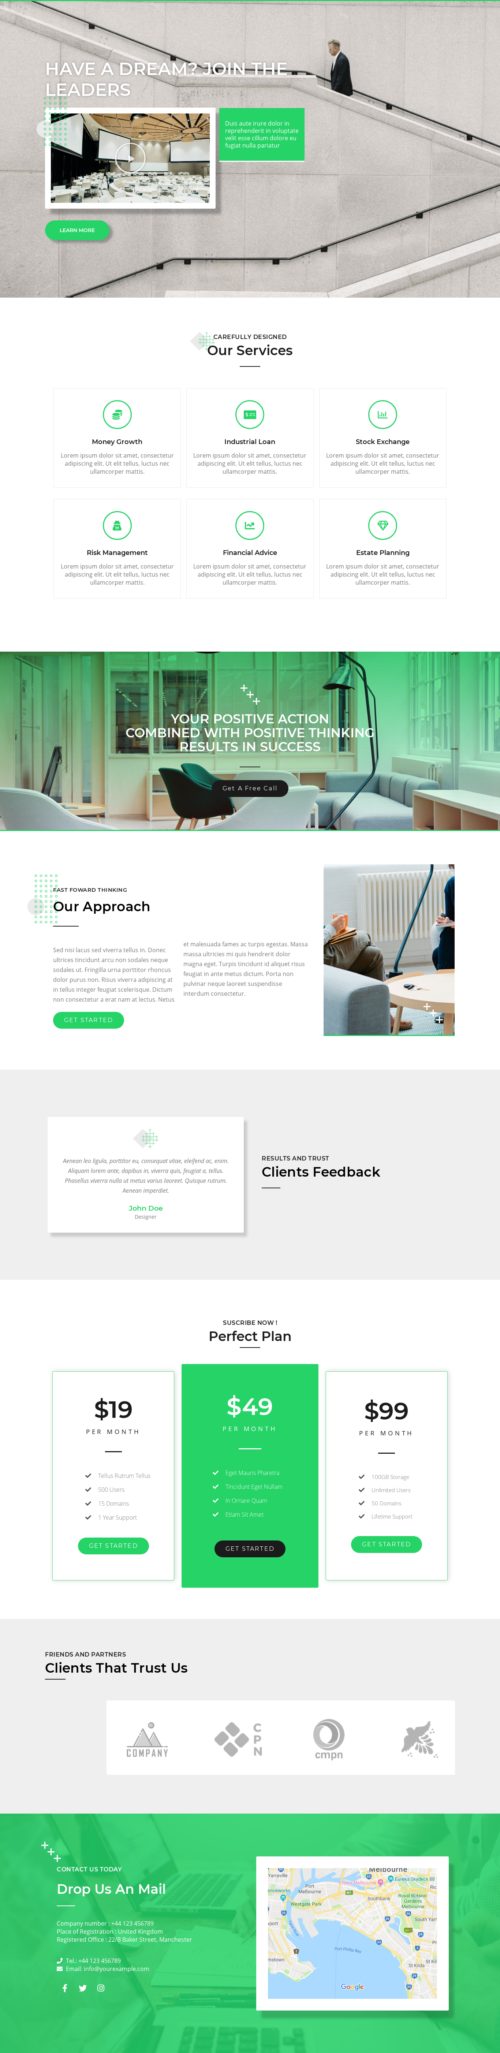 HAVE A DREAM? JOIN THE
LEADERS
Duis aute irure dolor in
reprehenderit in voluptate
velit esse cillum dolore eu
fugiat nulla pariatur
LEARN MORE
CAREFULLY DESIGNED
Our Services
Money Growth
Lorem ipsum dolor sit amet, consectetur
adipiscing elit. Ut elit tellus, luctus nec
ullamcorper mattis.
Industrial Loan
Lorem ipsum dolor sit amet, consectetur
adipiscing elit. Ut elit tellus, luctus nec
ullamcorper mattis.
Stock Exchange
Lorem ipsum dolor sit amet, consectetur
adipiscing elit. Ut elit tellus, luctus nec
ullamcorper mattis.
Risk Management
Lorem ipsum dolor sit amet, consectetur
adipiscing elit. Ut elit tellus, luctus nec
ullamcorper mattis.
Financial Advice
Lorem ipsum dolor sit amet, consectetur
adipiscing elit. Ut elit tellus, luctus nec
ullamcorper mattis.
Estate Planning
Lorem ipsum dolor sit amet, consectetur
adipiscing elit. Ut elit tellus, luctus nec
ullamcorper mattis.
YOUR POSITIVE ACTION
COMBINED WITH POSITIVE THINKING
RESULTS IN SUCCESS
Get A Free Call
FAST FOWARD THINKING
Our Approach
Sed nisi lacus sed viverra tellus in. Donec
ultrices tincidunt arcu non sodales neque
sodales ut. Fringilla urna porttitor rhoncus
dolor purus non. Risus viverra adipiscing at
in tellus integer feugiat scelerisque. Dictum
non consectetur a erat nam at lectus. Netus
et malesuada fames ac turpis egestas. Massa
massa ultricies mi quis hendrerit dolor
magna eget. Turpis tincidunt id aliquet risus
feugiat in ante metus dictum. Porta non
pulvinar neque laoreet suspendisse
interdum consectetur.
GET STARTED
Aenean leo ligula, porttitor eu, consequat vitae, eleifend ac, enim.
Aliquam lorem ante, dapibus in, viverra quis, feugiat a, tellus.
Phasellus viverra nulla ut metus varius laoreet. Quisque rutrum.
Aenean imperdiet.
John Doe
Designer
RESULTS AND TRUST
Clients Feedback
SUSCRIBE NOW !
Perfect Plan
$19
PER MONTH
Tellus Rutrum Tellus
500 Users
15 Domains
1 Year Support
GET STARTED
$49
PER MONTH
Eget Mauris Pharetra
Tincidunt Eget Nullam
In Ornare Quam
Etiam Sit Amet
GET STARTED
$99
PER MONTH
100GB Storage
Unlimited Users
50 Domains
Lifetime Support
GET STARTED
FRIENDS AND PARTNERS
Clients That Trust Us
COMPANY
CPN
cmpn
CONTACT US TODAY
Drop Us An Mail
Company number : +44 123 456789
Place of Registration : United Kingdom
Registered Office : 22/8 Baker Street, Manchester
Tel.: +44 123 456789
Email: info@yourexample.com
Melbourne
Port
Melbourne
Southbank
Westgate Park
South Yarra
Port Phillip Bay
St Kilda
Google